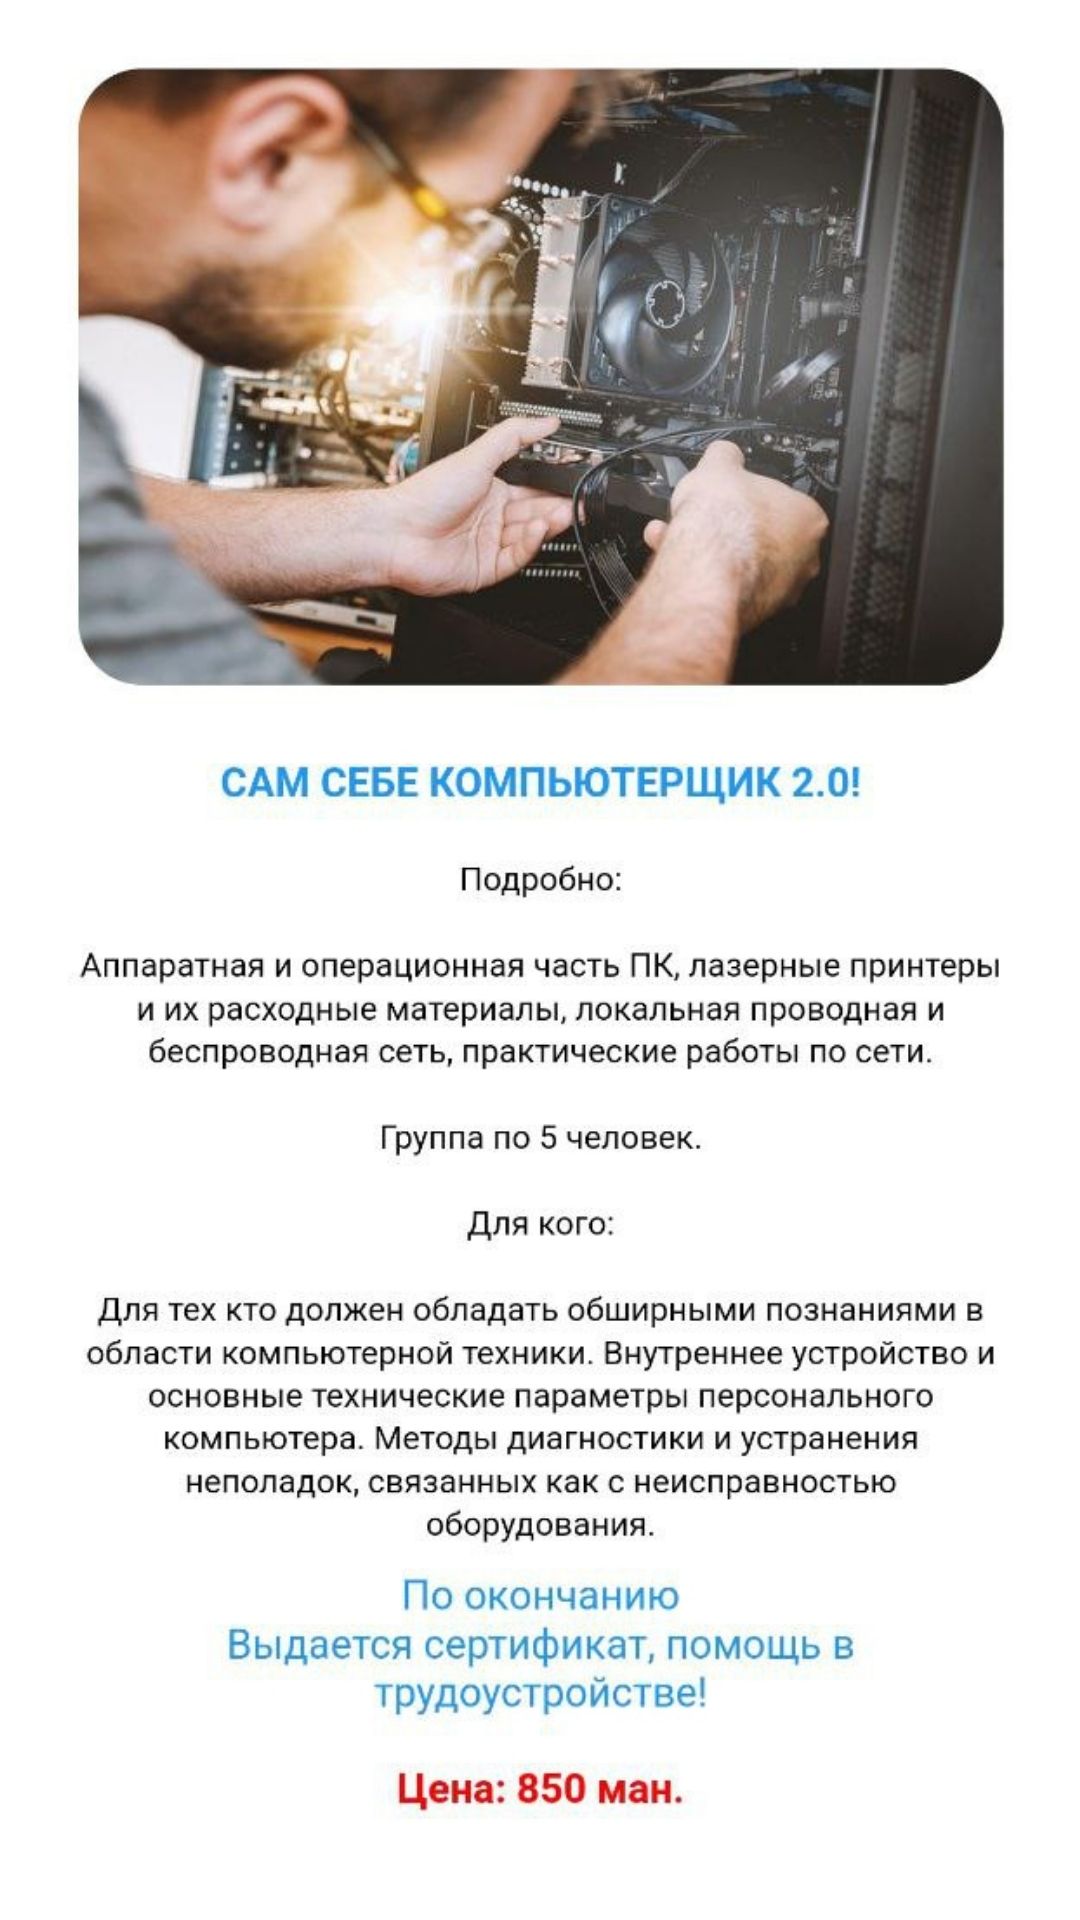 САМ СЕБЕ КОМПЬЮТЕРЩИК 2.0!
Подробно:
Аппаратная и операционная часть ПК, лазерные принтеры
и их расходные материалы, локальная проводная и
беспроводная сеть, практические работы по сети.
Группа по 5 человек.
Для кого:
Для тех кто должен обладать обширными познаниями в
области компьютерной техники. Внутреннее устройство и
основные технические параметры персонального
компьютера. Методы диагностики и устранения
неполадок, связанных как с неисправностью
оборудования.
По окончанию
Выдается сертификат, помощь в
трудоустройстве!
Цена: 850 ман.